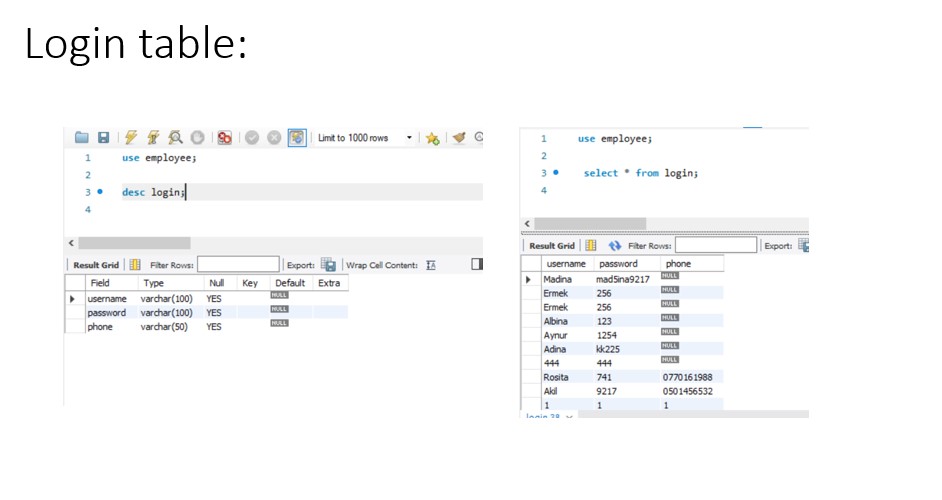 Login table:
Limit to 1000 rows
1 use employee;
2
3 desc login;
4
Result Grid Filter Rows: Export: Wrap Cell Content:
Field Type Null Key Default Extra
username varchar(100) YES NULL
password varchar(100) YES NULL
phone varchar(50) YES NULL
1 use employee;
2
3 select * from login;
4
Result Grid Filter Rows: Export:
username password phone
Madina mad5ina9217 NULL
Ermek 256 NULL
Ermek 256 NULL
Albina 123 NULL
Aynur 1254 NULL
Adina kk225 NULL
444 444 NULL
Rosita 741 0770161988
Akil 9217 0501456532
1 1 1